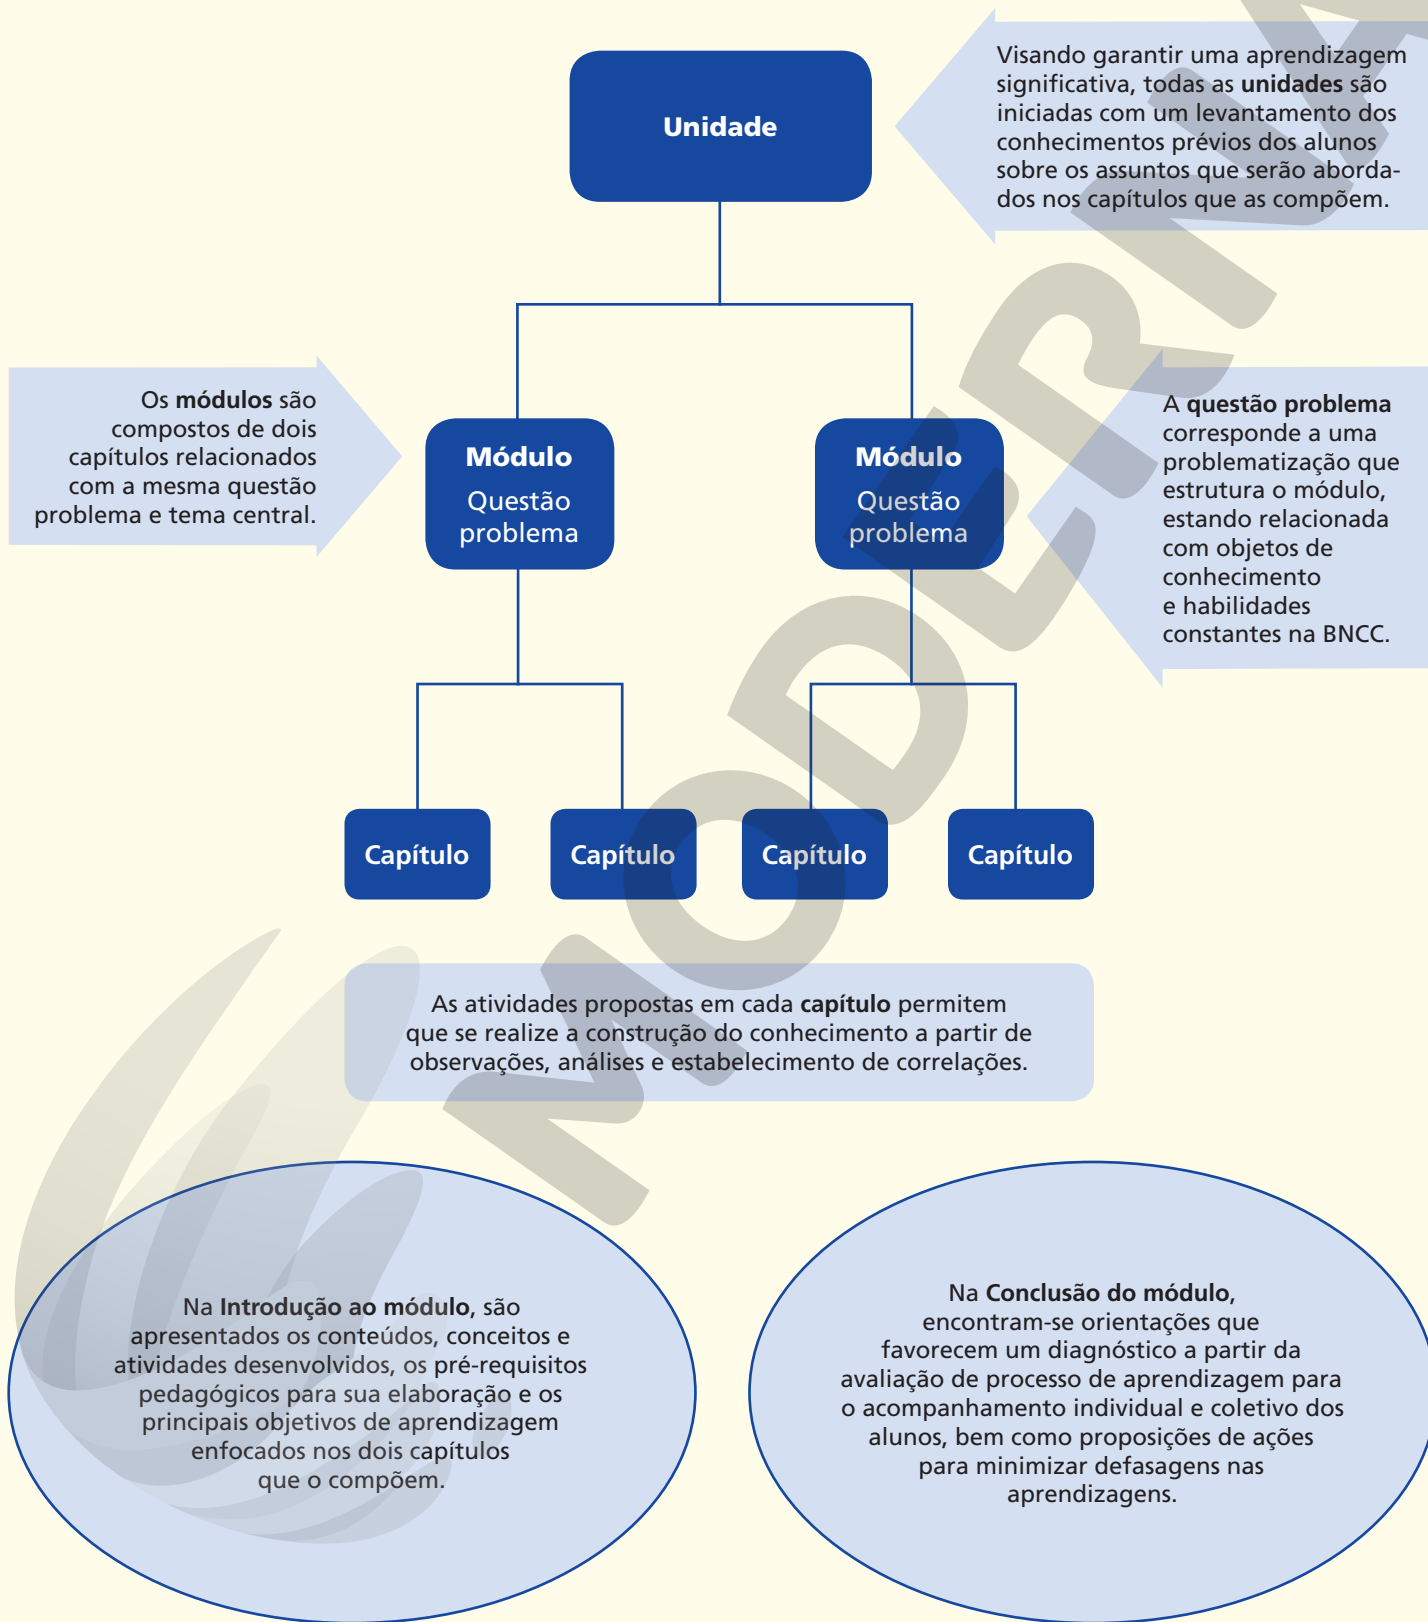 Unidade
Visando garantir uma aprendizagem
significativa, todas as unidades são
iniciadas com um levantamento dos
conhecimentos prévios dos alunos
sobre os assuntos que serão aborda-
dos nos capítulos que as compõem.
Os módulos são
compostos de dois
capítulos relacionados
com a mesma questão
problema e tema central.
Módulo
Questão
problema
Módulo
Questão
problema
A questão problema
corresponde a uma
problematização que
estrutura o módulo,
estando relacionada
com objetos de
conhecimento
e habilidades
constantes na BNCC.
Capítulo
Capítulo
Capítulo
Capítulo
As atividades propostas em cada capítulo permitem
que se realize a construção do conhecimento a partir de
observações, análises e estabelecimento de correlações.
Na Introdução ao módulo, são
apresentados os conteúdos, conceitos e
atividades desenvolvidos, os pré-requisitos
pedagógicos para sua elaboração e os
principais objetivos de aprendizagem
enfocados nos dois capítulos
que o compõem.
Na Conclusão do módulo,
encontram-se orientações que
favorecem um diagnóstico a partir da
avaliação de processo de aprendizagem para
o acompanhamento individual e coletivo dos
alunos, bem como proposições de ações
para minimizar defasagens nas
aprendizagens.
MODERNA